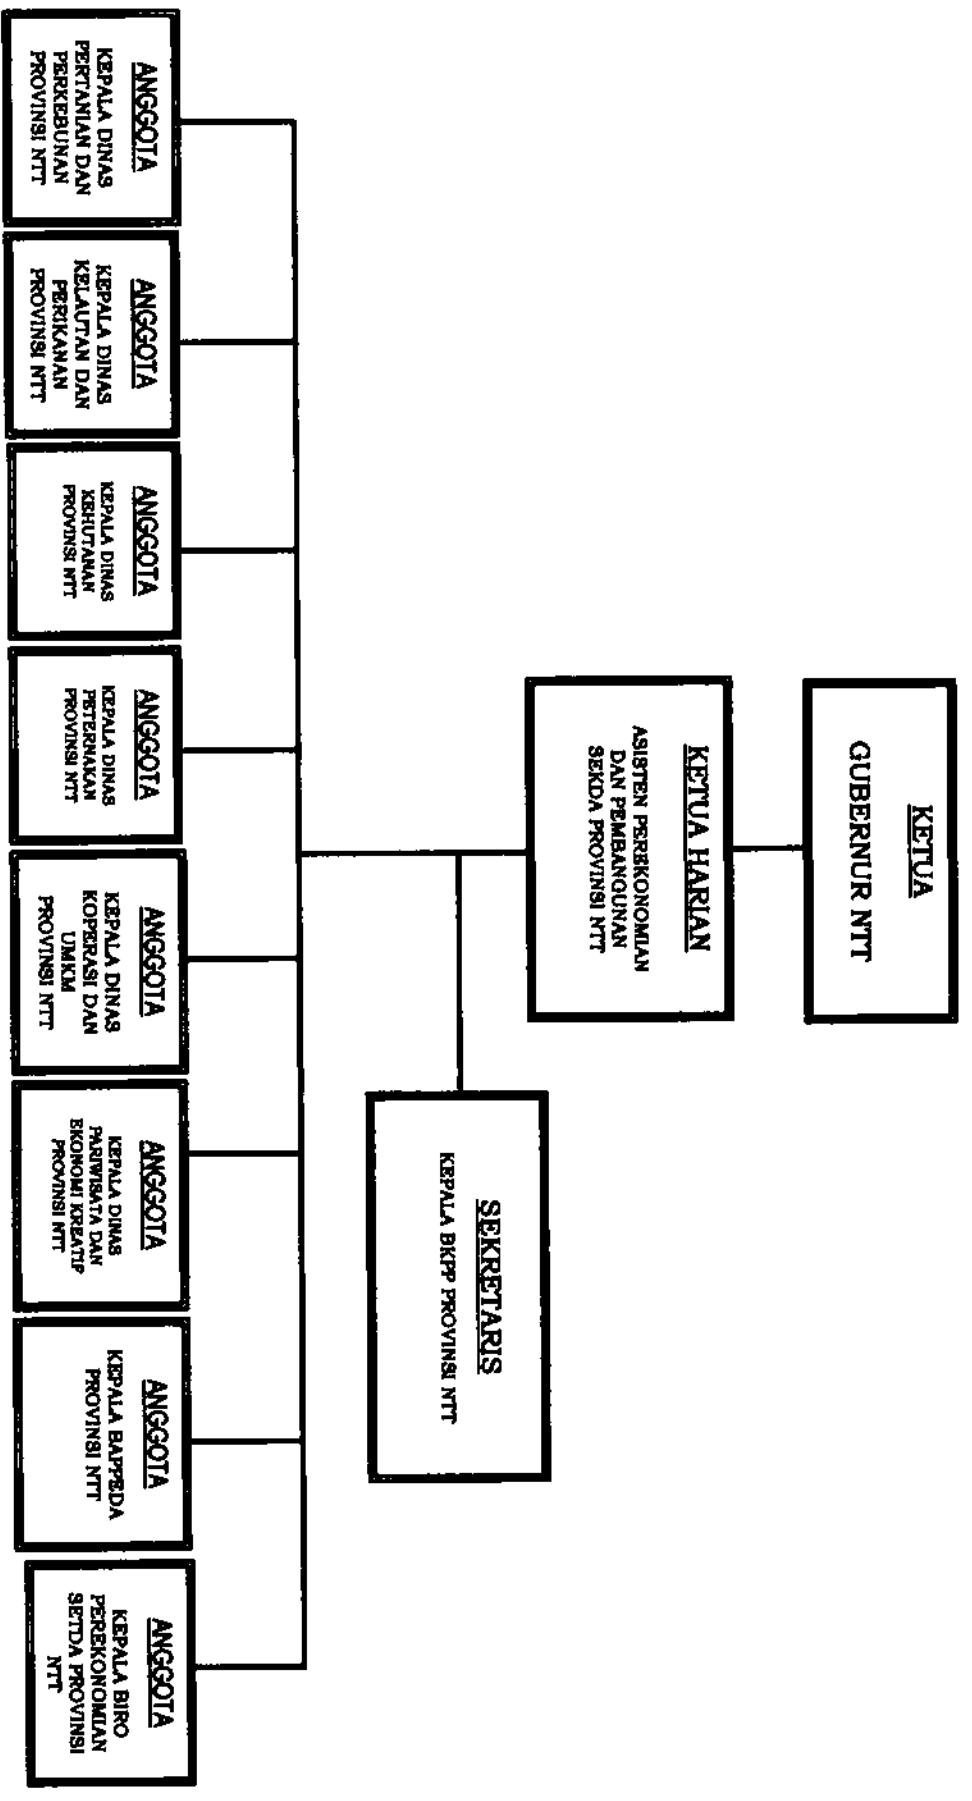 KETUA
GUBERNUR NTT
KETUA HARIAN
ASISTEN PEREKONOMIAN
DAN PEMBANGUNAN
SEKDA PROVINSI NTT
SEKRETARIS
KEPALA BKPP PROVINSI NTT
ANGGOTA
KEPALA DINAS
PERTANIAN DAN
PERKEBUNAN
PROVINSI NTT
ANGGOTA
KEPALA DINAS
KELAUTAN DAN
PERIKANAN
PROVINSI NTT
ANGGOTA
KEPALA DINAS
KEHUTANAN
PROVINSI NTT
ANGGOTA
KEPALA DINAS
PETERNAKAN
PROVINSI NTT
ANGGOTA
KEPALA DINAS
KOPERASI DAN
UMKM
PROVINSI NTT
ANGGOTA
KEPALA DINAS
PARIWISATA DAN
EKONOMI KREATIF
PROVINSI NTT
ANGGOTA
KEPALA BAPPEDA
PROVINSI NTT
ANGGOTA
KEPALA BIRO
PEREKONOMIAN
SETDA PROVINSI
NTT